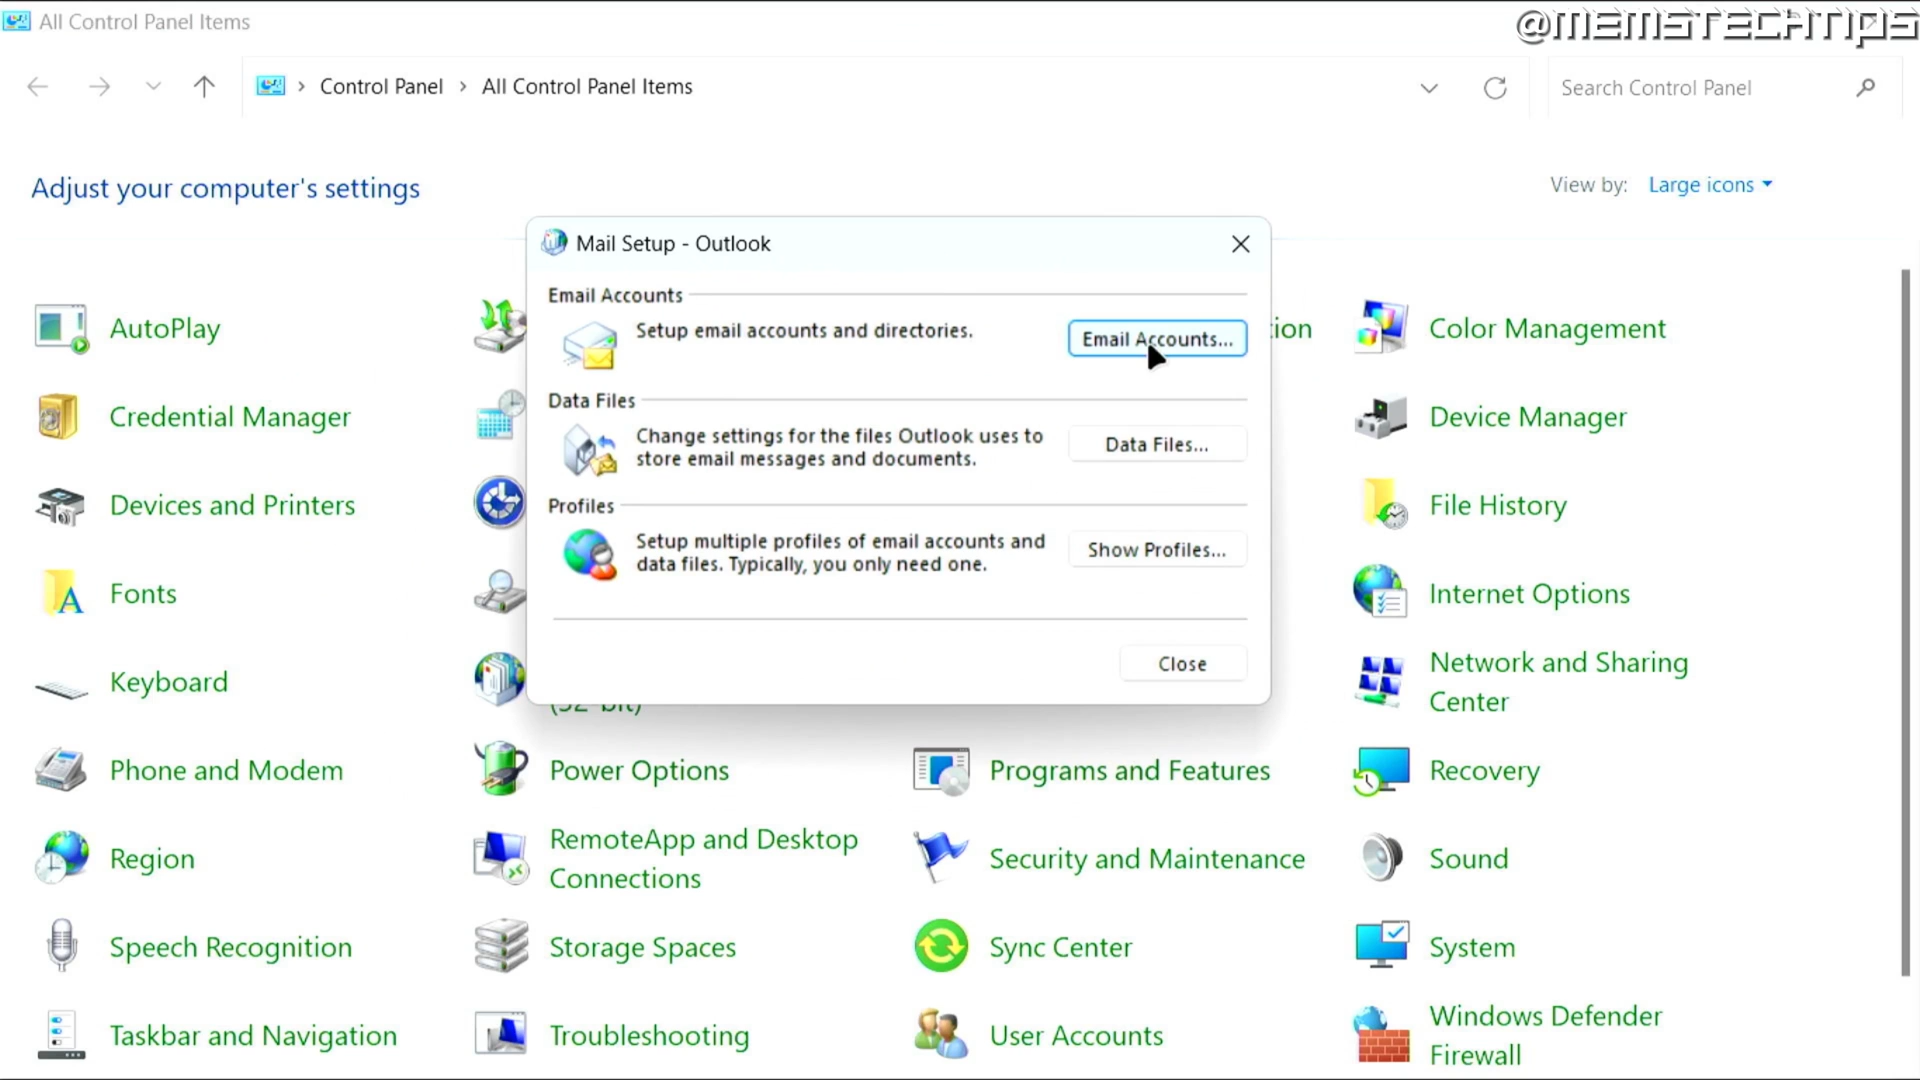 All Control Panel Items
@MEMSTECHTIPS
Control Panel
All Control Panel Items
Search Control Panel
Adjust your computer's settings
View by: Large icons
Mail Setup - Outlook
Email Accounts
Setup email accounts and directories.
Email Accounts...
Data Files
Change settings for the files Outlook uses to
store email messages and documents.
Data Files...
Profiles
Setup multiple profiles of email accounts and
data files. Typically, you only need one.
Show Profiles...
Close
AutoPlay
Color Management
Credential Manager
Device Manager
Devices and Printers
File History
Fonts
Internet Options
Keyboard
(32-bit)
Network and Sharing
Center
Phone and Modem
Power Options
Programs and Features
Recovery
Region
RemoteApp and Desktop
Connections
Security and Maintenance
Sound
Speech Recognition
Storage Spaces
Sync Center
System
Taskbar and Navigation
Troubleshooting
User Accounts
Windows Defender
Firewall